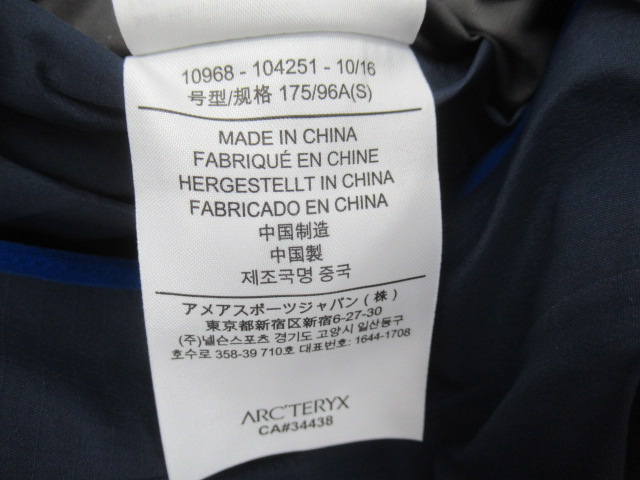 10968 - 104251 - 10/16
号型/规格 175/96A(S)
MADE IN CHINA
FABRIQUÉ EN CHINE
HERGESTELLT IN CHINA
FABRICADO EN CHINA
中国制造
中国製
제조국명 중국
アメアスポーツジャパン (株)
東京都新宿区新宿6-27-30
(주)넬슨스포츠 경기도 고양시 일산동구
호수로 358-39 710호 대표번호: 1644-1708
ARC'TERYX
CA#34438